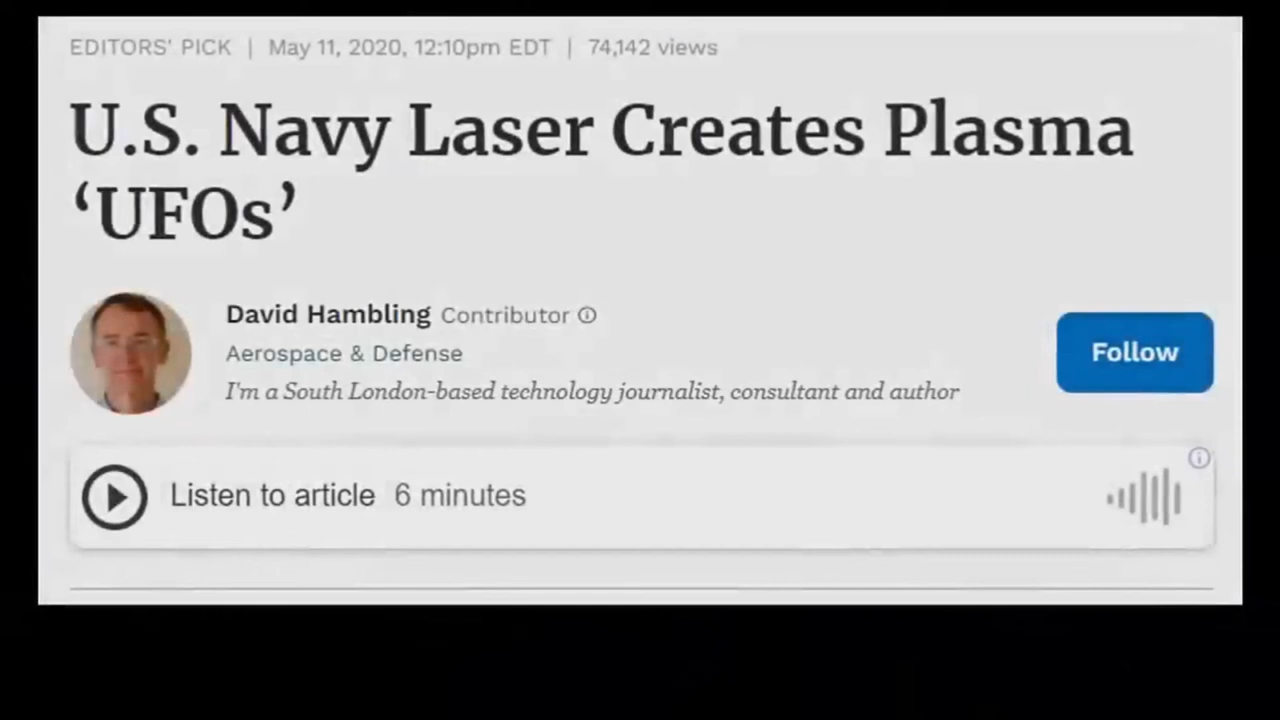 EDITORS' PICK | May 11, 2020, 12:10pm EDT | 74,142 views
U.S. Navy Laser Creates Plasma
‘UFOs’
David Hambling Contributor
Aerospace & Defense
Follow
I'm a South London-based technology journalist, consultant and author
Listen to article 6 minutes